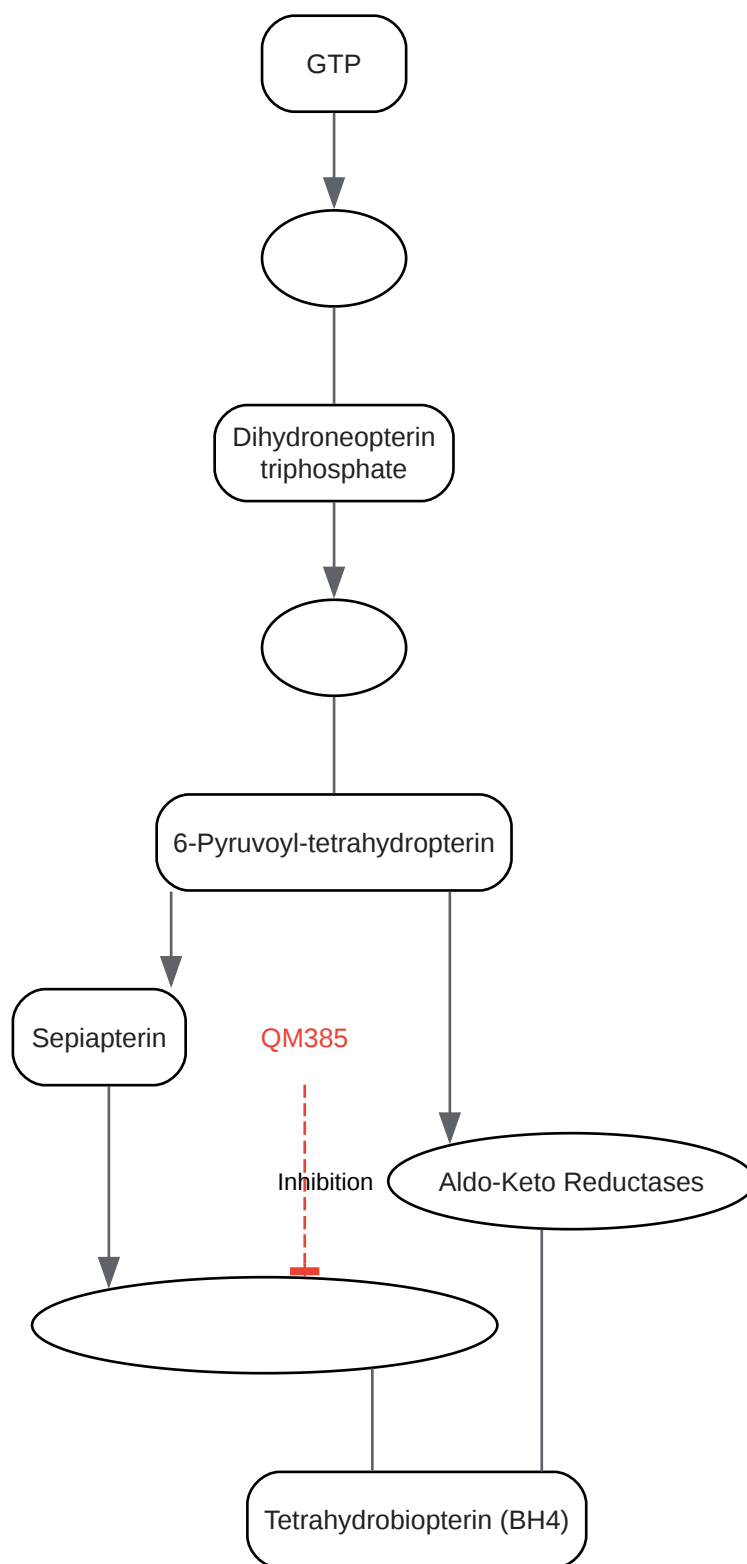 GTP
Dihydroneopterin
triphosphate
6-Pyruvoyl-tetrahydropterin
Sepiapterin
QM385
Inhibition
Aldo-Keto Reductases
Tetrahydrobiopterin (BH4)